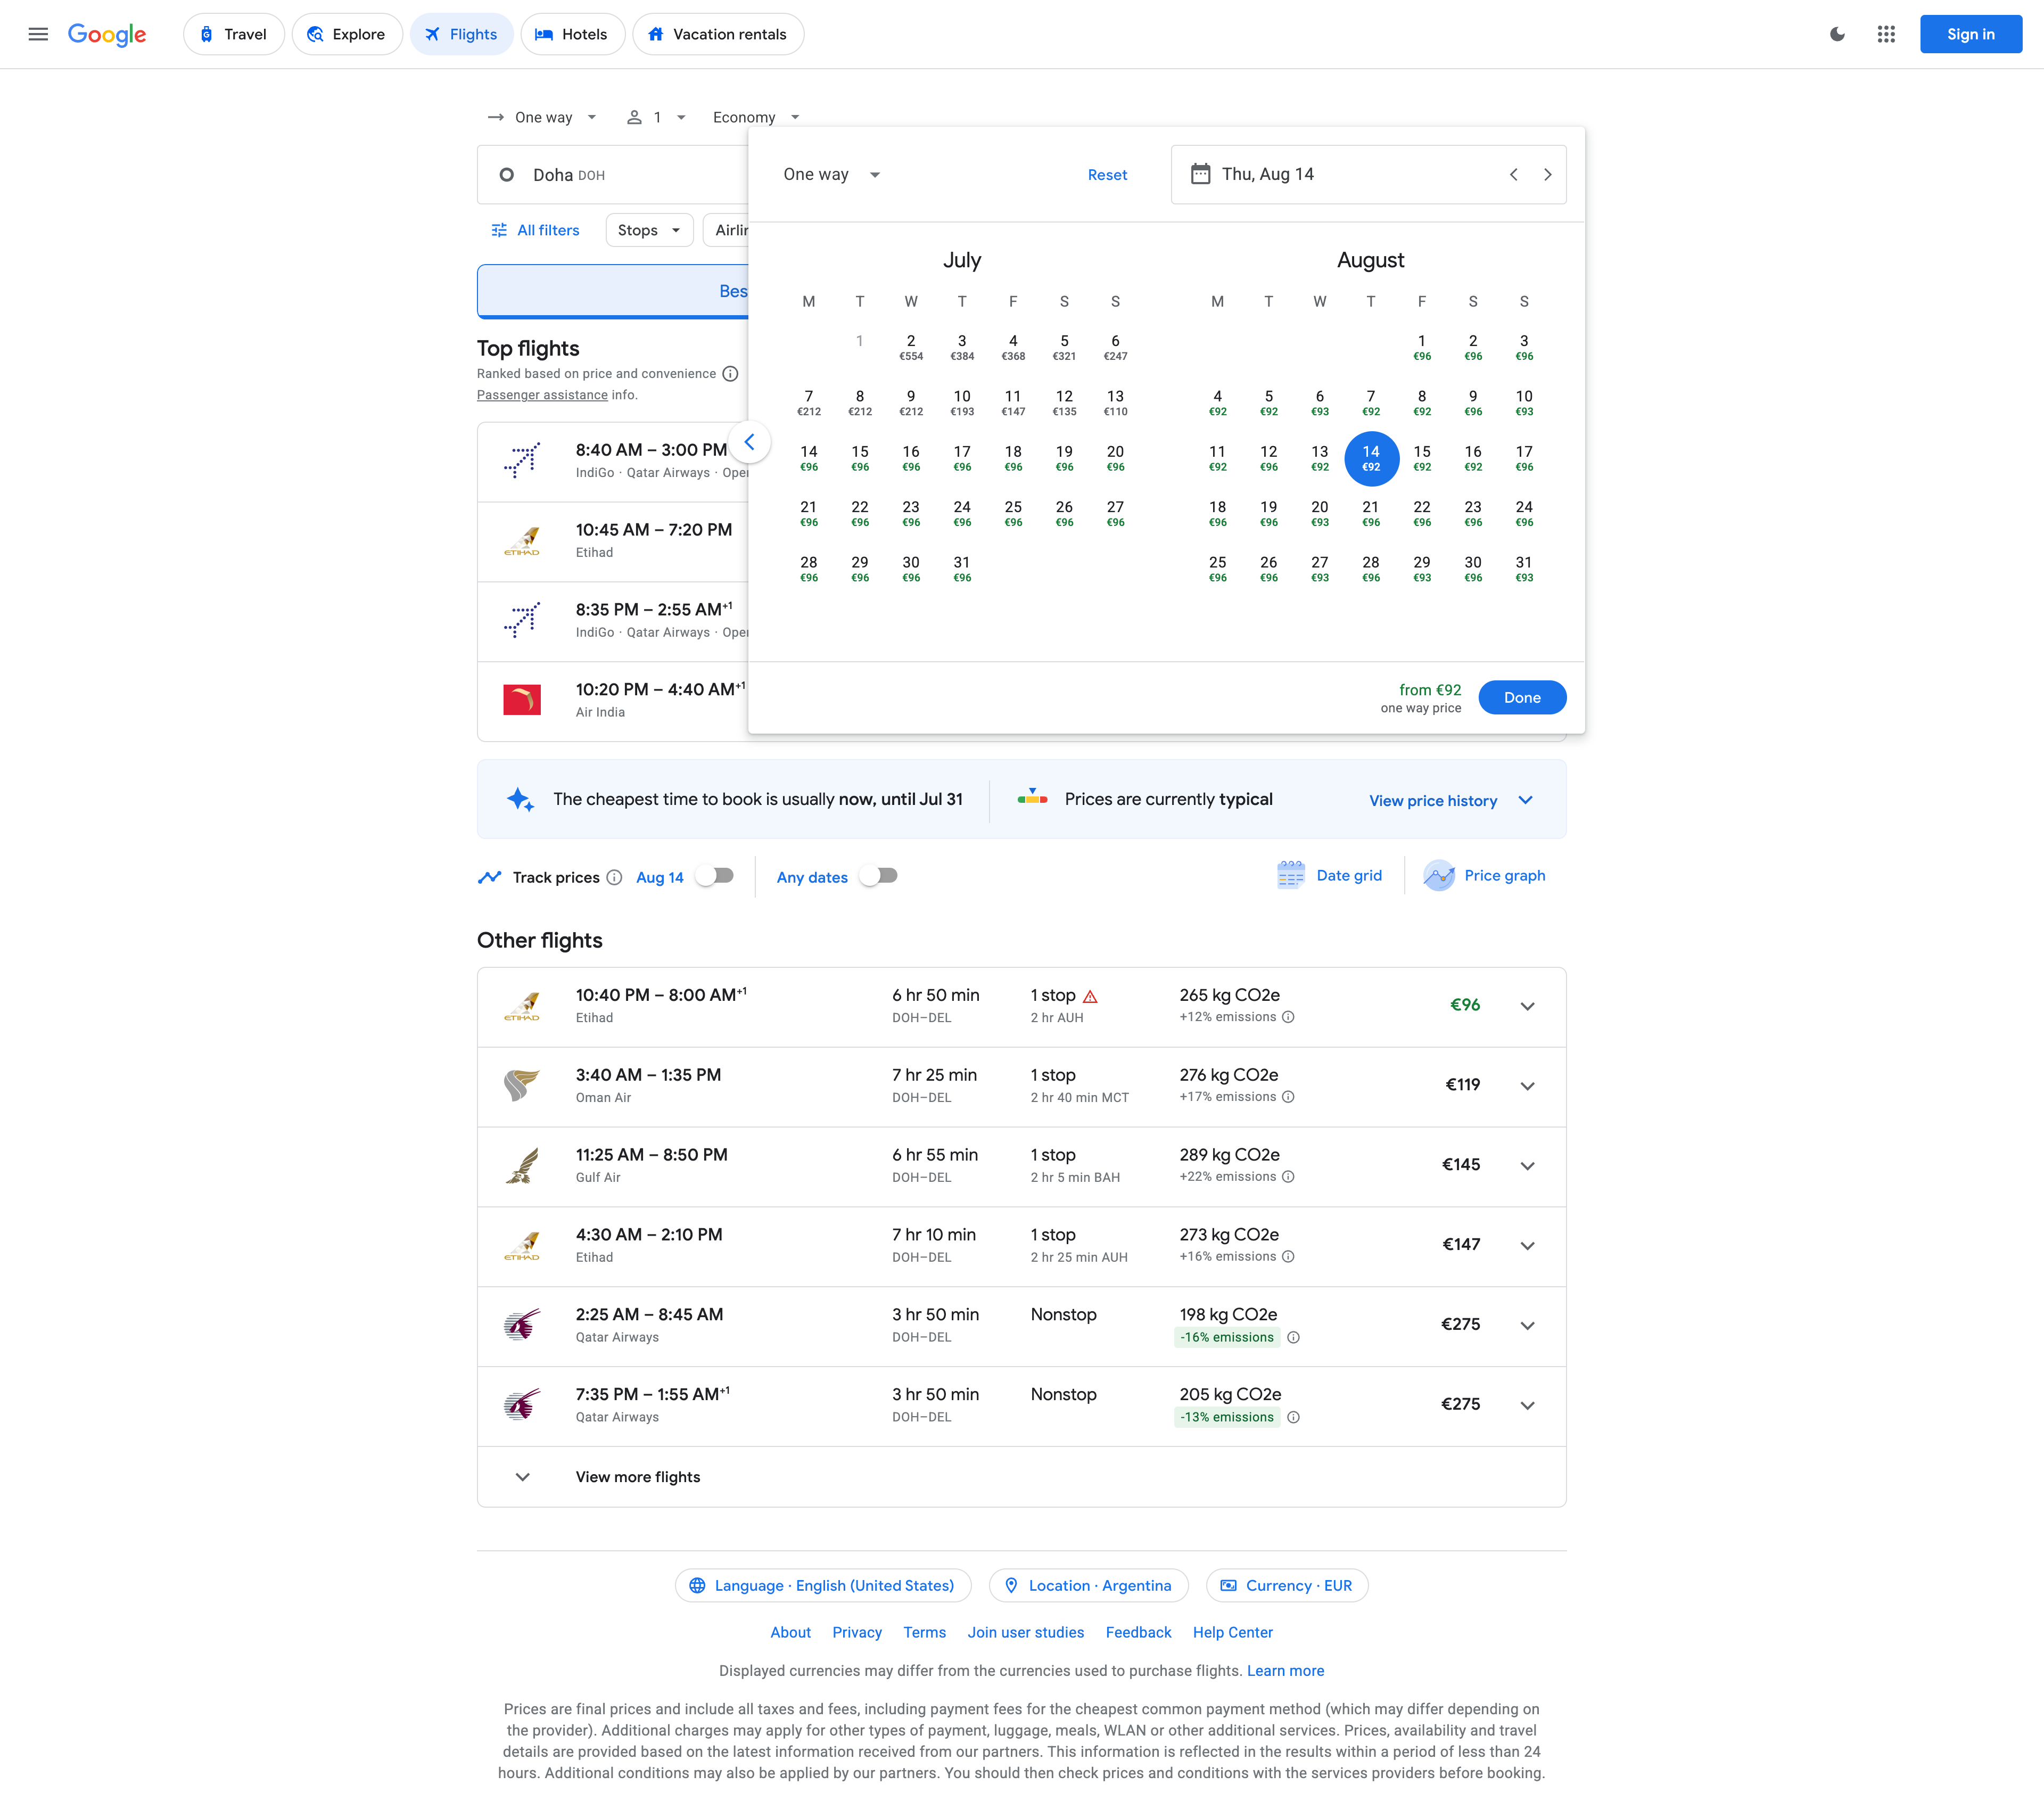 Google
Travel
Explore
Flights
Hotels
Vacation rentals
Sign in
One way
1
Economy
Doha DOH
All filters
Stops
Airlin
Bes
Top flights
Ranked based on price and convenience
Passenger assistance info.
8:40 AM – 3:00 PM
IndiGo · Qatar Airways · Oper
ETIHAD
10:45 AM – 7:20 PM
Etihad
8:35 PM – 2:55 AM+1
IndiGo · Qatar Airways · Oper
10:20 PM – 4:40 AM+1
Air India
One way
Reset
Thu, Aug 14
July
M T W T F S S
1 2 3 4 5 6
€554 €384 €368 €321 €247
7 8 9 10 11 12 13
€212 €212 €212 €193 €147 €135 €110
14 15 16 17 18 19 20
€96 €96 €96 €96 €96 €96 €96
21 22 23 24 25 26 27
€96 €96 €96 €96 €96 €96 €96
28 29 30 31
€96 €96 €96 €96
August
M T W T F S S
1 2 3
€96 €96 €96
4 5 6 7 8 9 10
€92 €92 €93 €92 €92 €96 €93
11 12 13 14 15 16 17
€92 €96 €92 €92 €92 €92 €96
18 19 20 21 22 23 24
€96 €96 €93 €96 €96 €96 €96
25 26 27 28 29 30 31
€96 €96 €93 €96 €93 €96 €93
from €92
one way price
Done
The cheapest time to book is usually now, until Jul 31
Prices are currently typical
View price history
Track prices
Aug 14
Any dates
Date grid
Price graph
Other flights
ETIHAD
10:40 PM – 8:00 AM+1 6 hr 50 min 1 stop 265 kg CO2e €96
Etihad DOH–DEL 2 hr AUH +12% emissions
3:40 AM – 1:35 PM 7 hr 25 min 1 stop 276 kg CO2e €119
Oman Air DOH–DEL 2 hr 40 min MCT +17% emissions
11:25 AM – 8:50 PM 6 hr 55 min 1 stop 289 kg CO2e €145
Gulf Air DOH–DEL 2 hr 5 min BAH +22% emissions
ETIHAD
4:30 AM – 2:10 PM 7 hr 10 min 1 stop 273 kg CO2e €147
Etihad DOH–DEL 2 hr 25 min AUH +16% emissions
2:25 AM – 8:45 AM 3 hr 50 min Nonstop 198 kg CO2e €275
Qatar Airways DOH–DEL -16% emissions
7:35 PM – 1:55 AM+1 3 hr 50 min Nonstop 205 kg CO2e €275
Qatar Airways DOH–DEL -13% emissions
View more flights
Language · English (United States)
Location · Argentina
Currency · EUR
About Privacy Terms Join user studies Feedback Help Center
Displayed currencies may differ from the currencies used to purchase flights. Learn more
Prices are final prices and include all taxes and fees, including payment fees for the cheapest common payment method (which may differ depending on
the provider). Additional charges may apply for other types of payment, luggage, meals, WLAN or other additional services. Prices, availability and travel
details are provided based on the latest information received from our partners. This information is reflected in the results within a period of less than 24
hours. Additional conditions may also be applied by our partners. You should then check prices and conditions with the services providers before booking.